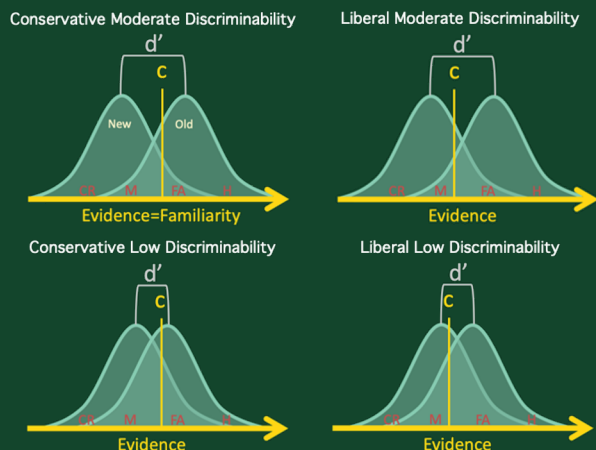 Conservative Moderate Discriminability
d'
C
New
Old
CR M FA H
Evidence=Familiarity
Liberal Moderate Discriminability
d'
C
CR M FA H
Evidence
Conservative Low Discriminability
d'
C
CR M FA H
Evidence
Liberal Low Discriminability
d'
C
CR M FA H
Evidence